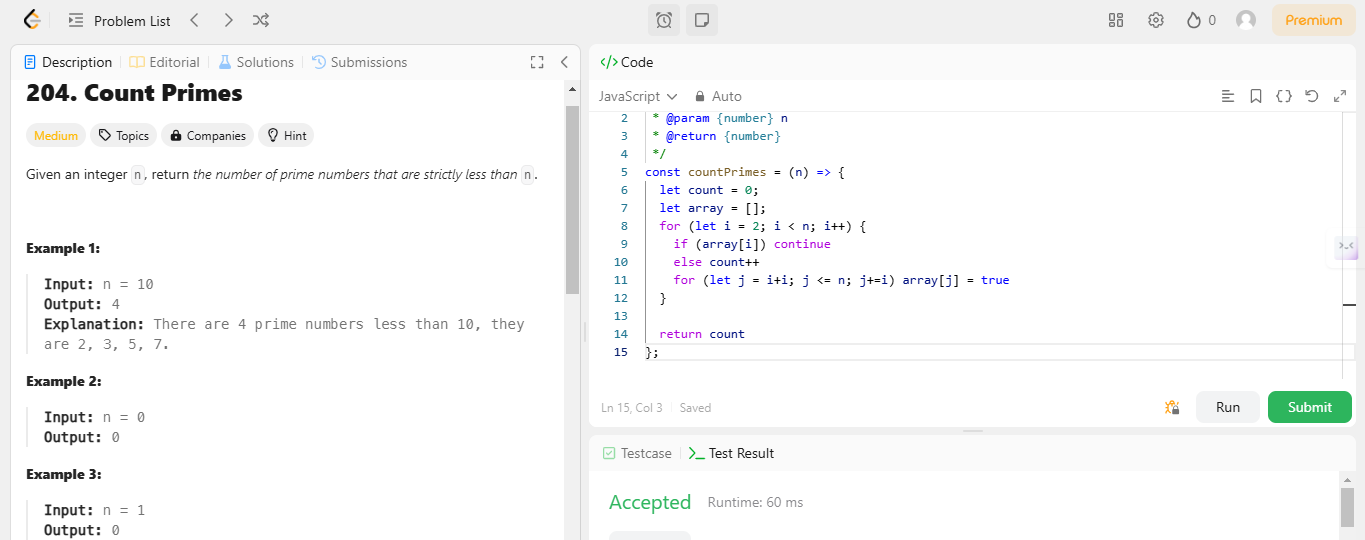 Problem List
0
Premium
Description
Editorial
Solutions
Submissions
204. Count Primes
Medium
Topics
Companies
Hint
Given an integer n, return the number of prime numbers that are strictly less than n.
Example 1:
Input: n = 10
Output: 4
Explanation: There are 4 prime numbers less than 10, they
are 2, 3, 5, 7.
Example 2:
Input: n = 0
Output: 0
Example 3:
Input: n = 1
Output: 0
</> Code
JavaScript
Auto
2 * @param {number} n
3 * @return {number}
4 */
5 const countPrimes = (n) => {
6 let count = 0;
7 let array = [];
8 for (let i = 2; i < n; i++) {
9 if (array[i]) continue
10 else count++
11 for (let j = i+i; j <= n; j+=i) array[j] = true
12 }
13
14 return count
15 };
Ln 15, Col 3
Saved
Run
Submit
Testcase
Test Result
Accepted
Runtime: 60 ms